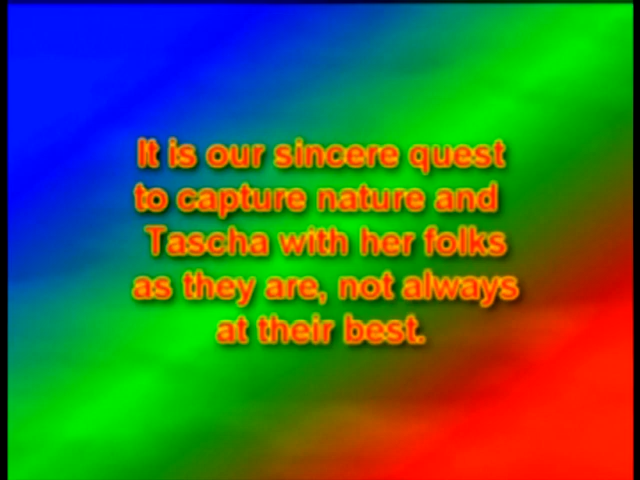 It is our sincere quest
to capture nature and
Tascha with her folks
as they are, not always
at their best.